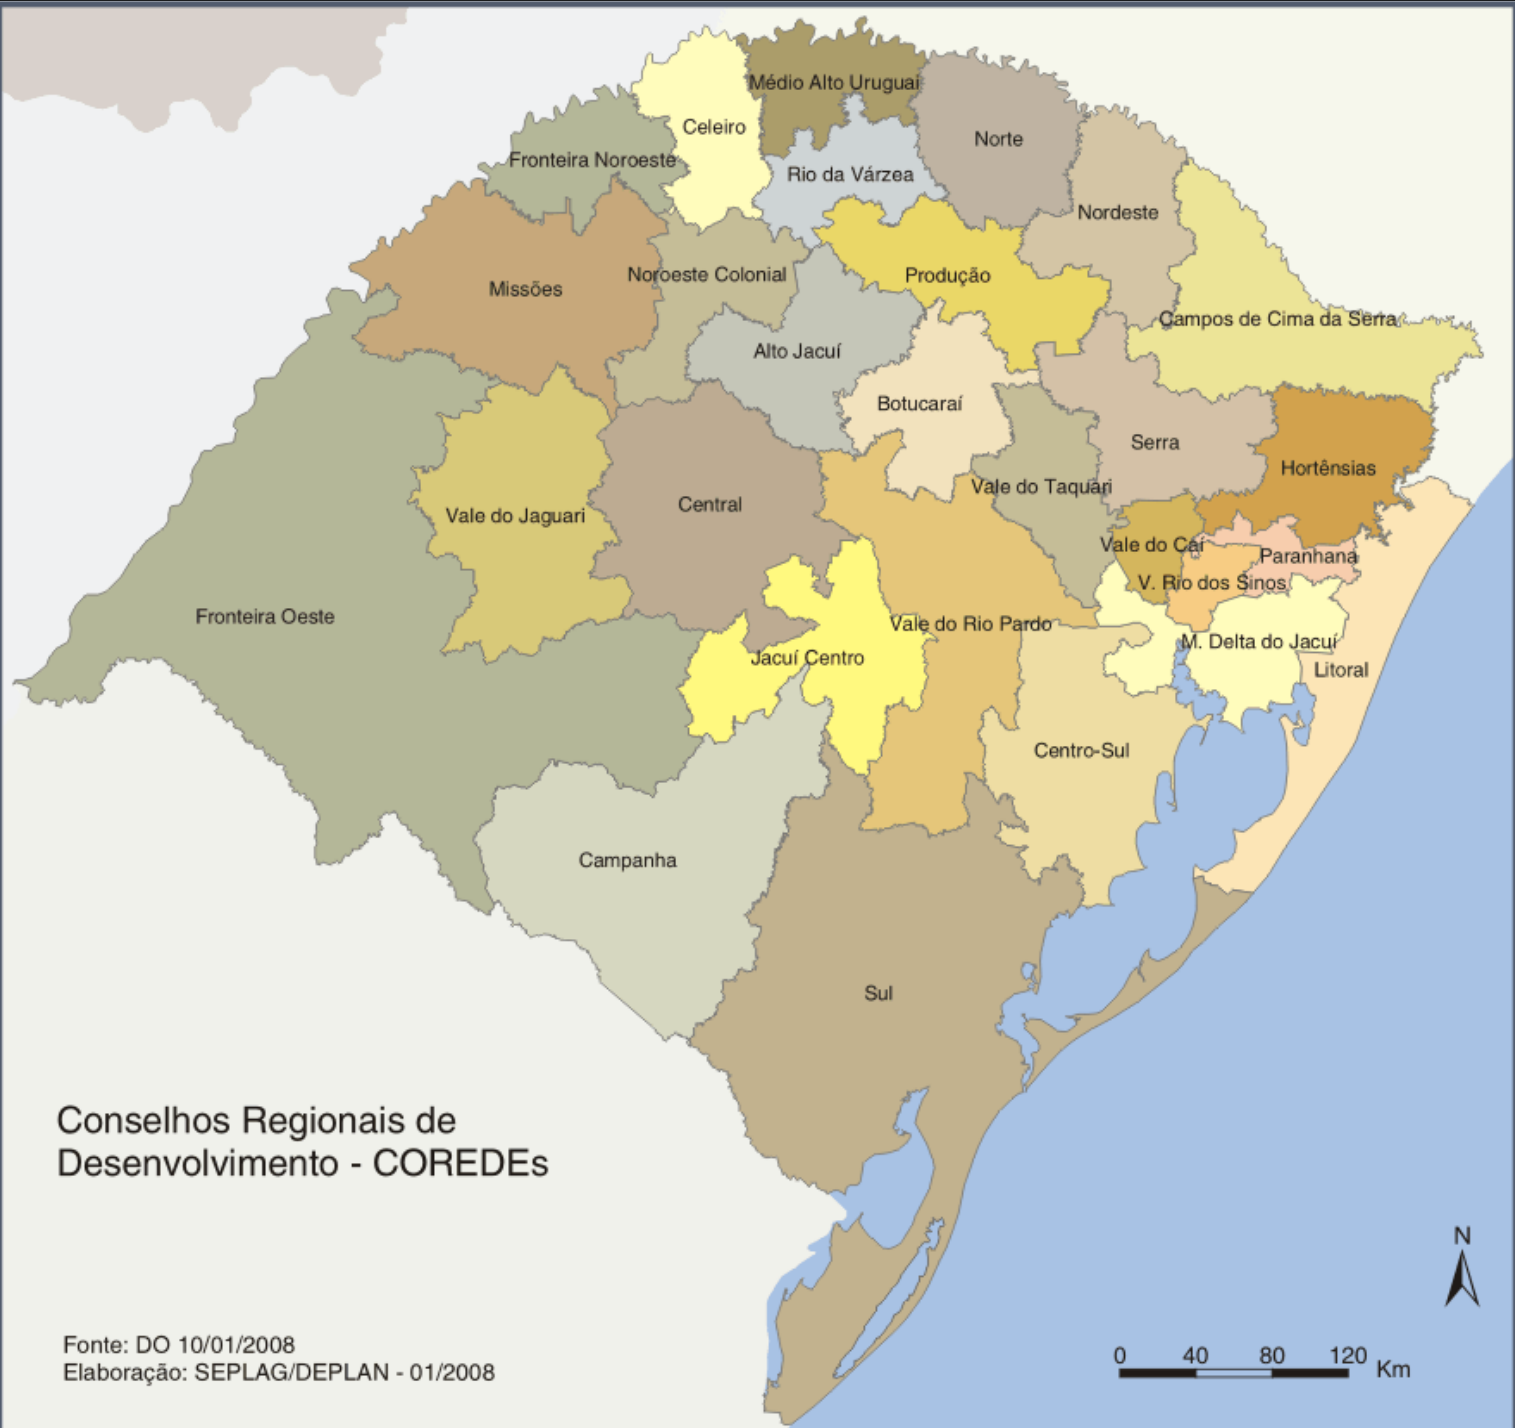 Médio Alto Uruguai
Celeiro
Norte
Fronteira Noroeste
Rio da Várzea
Nordeste
Noroeste Colonial
Produção
Missões
Campos de Cima da Serra
Alto Jacuí
Botucaraí
Serra
Hortênsias
Vale do Taquari
Central
Vale do Jaguari
Vale do Caí
Paranhana
V. Rio dos Sinos
Fronteira Oeste
Vale do Rio Pardo
M. Delta do Jacuí
Jacuí Centro
Litoral
Centro-Sul
Campanha
Sul
Conselhos Regionais de
Desenvolvimento - COREDEs
N
Fonte: DO 10/01/2008
Elaboração: SEPLAG/DEPLAN - 01/2008
0 40 80 120 Km